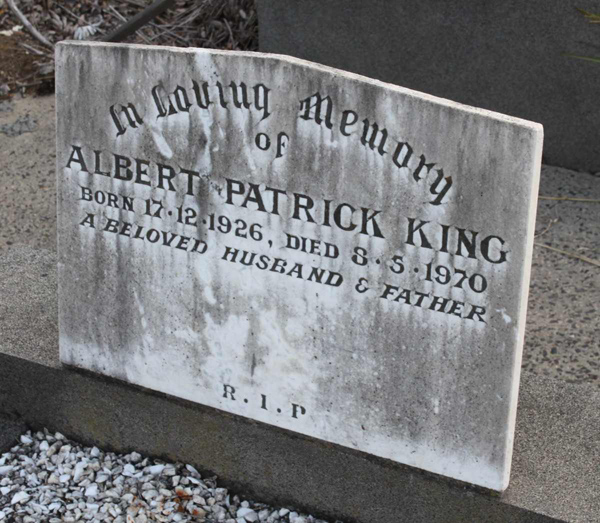 In Loving Memory
of
ALBERT PATRICK KING
BORN 17·12·1926, DIED 8·5·1970
A BELOVED HUSBAND & FATHER
R.I.P